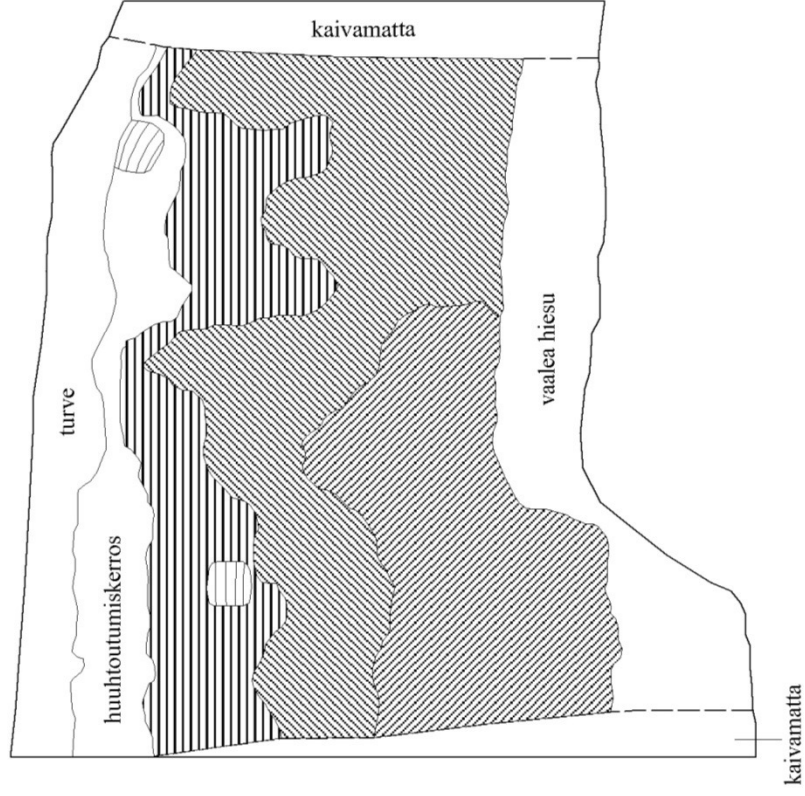 kaivamatta
turve
huuhtoutumiskerros
vaalea hiesu
kaivamatta